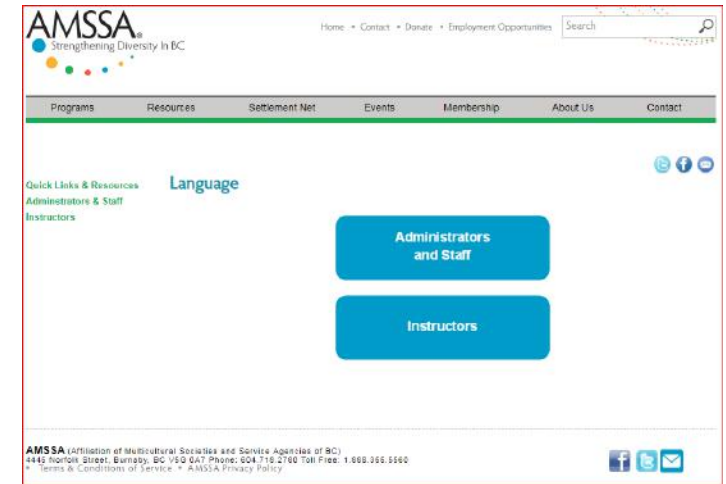 AMSSA.
Strengthening Diversity In BC
Home • Contact • Donate • Employment Opportunities
Search
Programs Resources Settlement Net Events Membership About Us Contact
Quick Links & Resources
Administrators & Staff
Instructors
Language
Administrators
and Staff
Instructors
AMSSA (Affiliation of Multicultural Societies and Service Agencies of BC)
4445 Norfolk Street, Burnaby, BC V5G 0A7 Phone: 604.718.2780 Toll Free: 1.888.355.5560
• Terms & Conditions of Service • AMSSA Privacy Policy